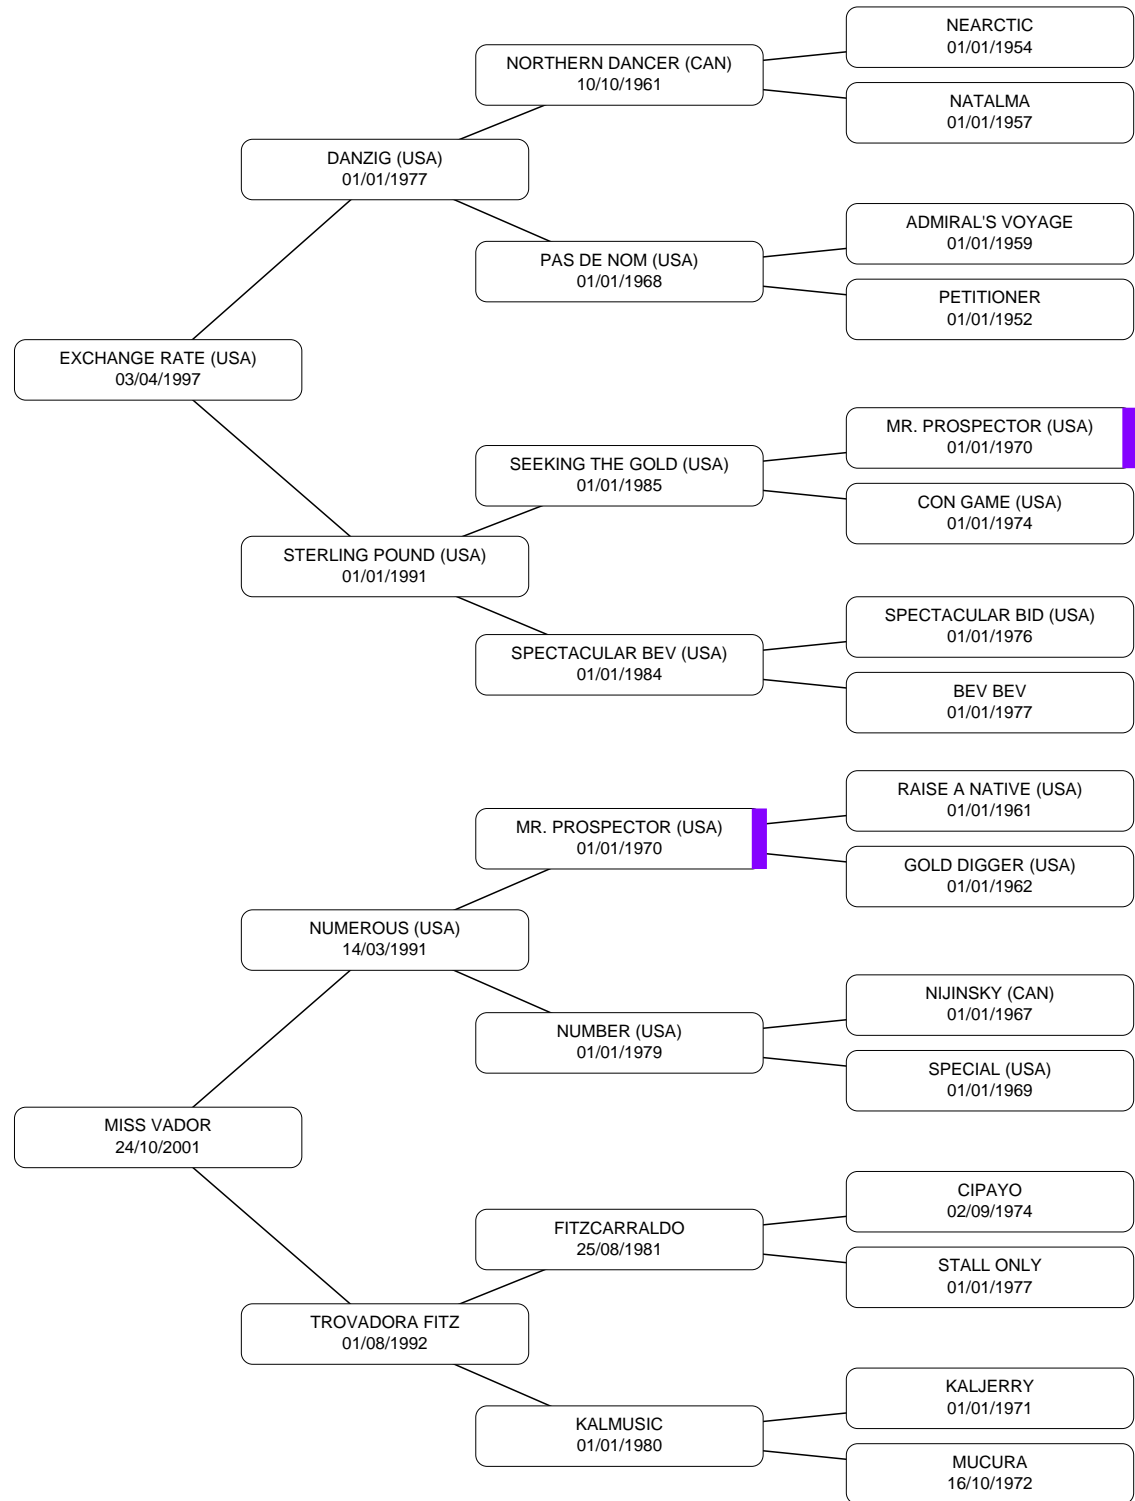 NEARCTIC
01/01/1954
NORTHERN DANCER (CAN)
10/10/1961
NATALMA
01/01/1957
DANZIG (USA)
01/01/1977
ADMIRAL'S VOYAGE
01/01/1959
PAS DE NOM (USA)
01/01/1968
PETITIONER
01/01/1952
EXCHANGE RATE (USA)
03/04/1997
MR. PROSPECTOR (USA)
01/01/1970
SEEKING THE GOLD (USA)
01/01/1985
CON GAME (USA)
01/01/1974
STERLING POUND (USA)
01/01/1991
SPECTACULAR BID (USA)
01/01/1976
SPECTACULAR BEV (USA)
01/01/1984
BEV BEV
01/01/1977
RAISE A NATIVE (USA)
01/01/1961
MR. PROSPECTOR (USA)
01/01/1970
GOLD DIGGER (USA)
01/01/1962
NUMEROUS (USA)
14/03/1991
NIJINSKY (CAN)
01/01/1967
NUMBER (USA)
01/01/1979
SPECIAL (USA)
01/01/1969
MISS VADOR
24/10/2001
CIPAYO
02/09/1974
FITZCARRALDO
25/08/1981
STALL ONLY
01/01/1977
TROVADORA FITZ
01/08/1992
KALJERRY
01/01/1971
KALMUSIC
01/01/1980
MUCURA
16/10/1972